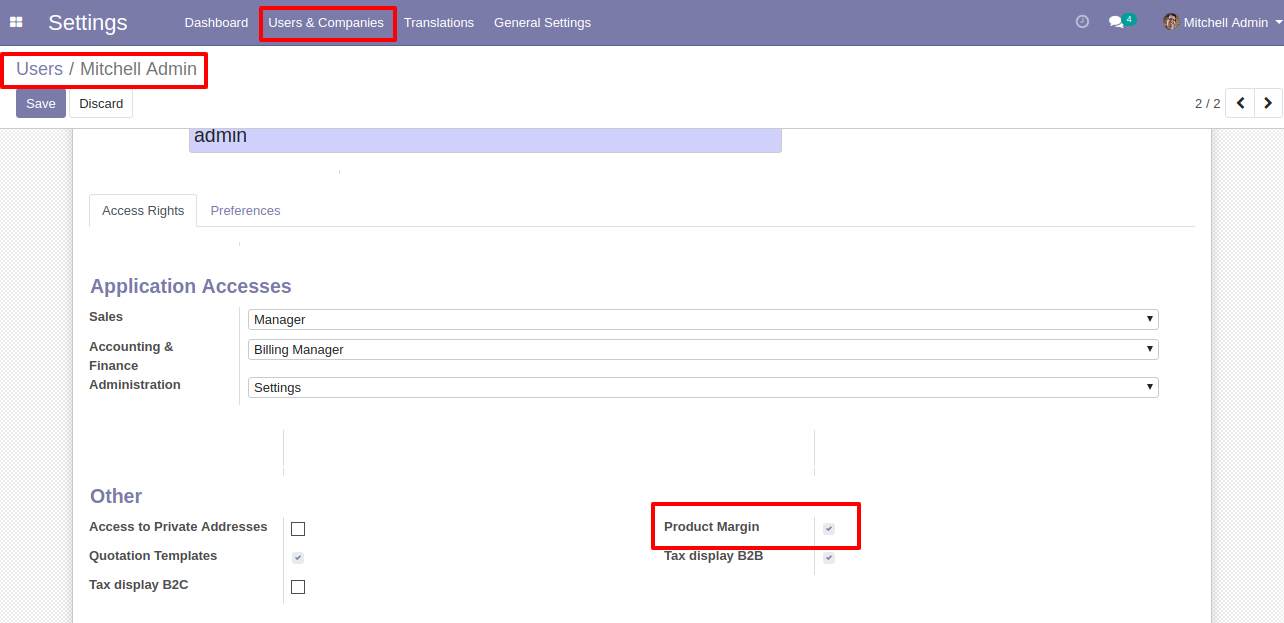 Settings Dashboard Users & Companies Translations General Settings 4 Mitchell Admin
Users / Mitchell Admin
Save Discard 2 / 2
admin
Access Rights Preferences
Application Accesses
Sales Manager
Accounting & Finance Billing Manager
Administration Settings
Other
Access to Private Addresses Product Margin
Quotation Templates Tax display B2B
Tax display B2C